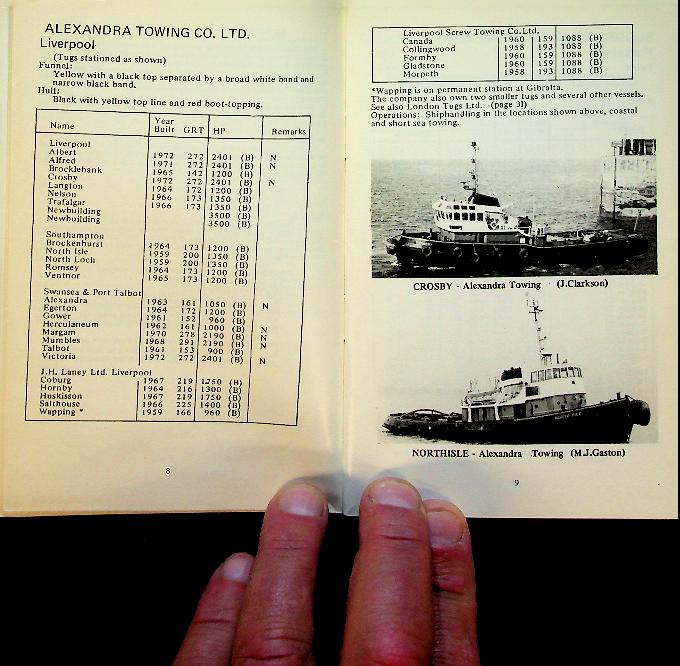 ALEXANDRA TOWING CO. LTD.
Liverpool
(Tugs stationed as shown)
Funnel:
Yellow with a black top separated by a broad white band and
narrow black band.
Hull:
Black with yellow top line and red boot-topping.
Name Year Built GRT HP Remarks
Liverpool
Albert 1972 272 2401 (B) N
Alfred 1971 272 2401 (B) N
Brocklebank 1965 142 1200 (B)
Crosby 1972 272 2401 (B) N
Langton 1964 172 1200 (B)
Nelson 1966 173 1350 (B)
Trafalgar 1966 173 1350 (B)
Newbuilding 3500 (B)
Newbuilding 3500 (B)
Southampton
Brockenhurst 1964 173 1200 (B)
North Isle 1959 200 1350 (B)
North Loch 1959 200 1350 (B)
Romsey 1964 173 1200 (B)
Ventnor 1965 173 1200 (B)
Swansea & Port Talbot
Alexandra 1963 161 1050 (B) N
Egerton 1964 172 1200 (B)
Gower 1961 152 960 (B)
Herculaneum 1962 161 1000 (B) N
Margam 1970 278 2190 (B) N
Mumbles 1968 291 2190 (B) N
Talbot 1961 153 900 (B)
Victoria 1972 272 2401 (B) N
J.H. Laney Ltd. Liverpool
Coburg 1967 219 1750 (B)
Hornby 1964 216 1300 (B)
Huskisson 1967 219 1750 (B)
Salthouse 1966 225 1400 (B)
Wapping * 1959 166 960 (B)
8
Liverpool Screw Towing Co.Ltd.
Canada 1960 159 1088 (B)
Collingwood 1958 193 1088 (B)
Formby 1960 159 1088 (B)
Gladstone 1960 159 1088 (B)
Morpeth 1958 193 1088 (B)
*Wapping is on permanent station at Gibralta.
The company also own two smaller tugs and several other vessels.
See also London Tugs Ltd. (page 31)
Operations: Shiphandling in the locations shown above, coastal
and short sea towing.
CROSBY - Alexandra Towing (J.Clarkson)
NORTH ISLE
NORTHISLE - Alexandra Towing (M.J.Gaston)
9